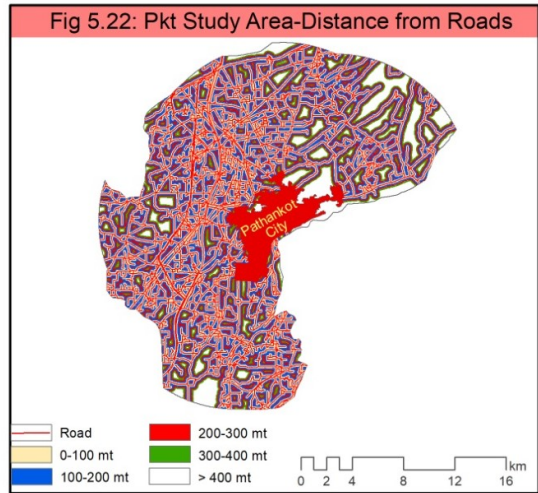 Fig 5.22: Pkt Study Area-Distance from Roads
Pathankot
City
Road
0-100 mt
100-200 mt
200-300 mt
300-400 mt
> 400 mt
km
0 2 4 8 12 16